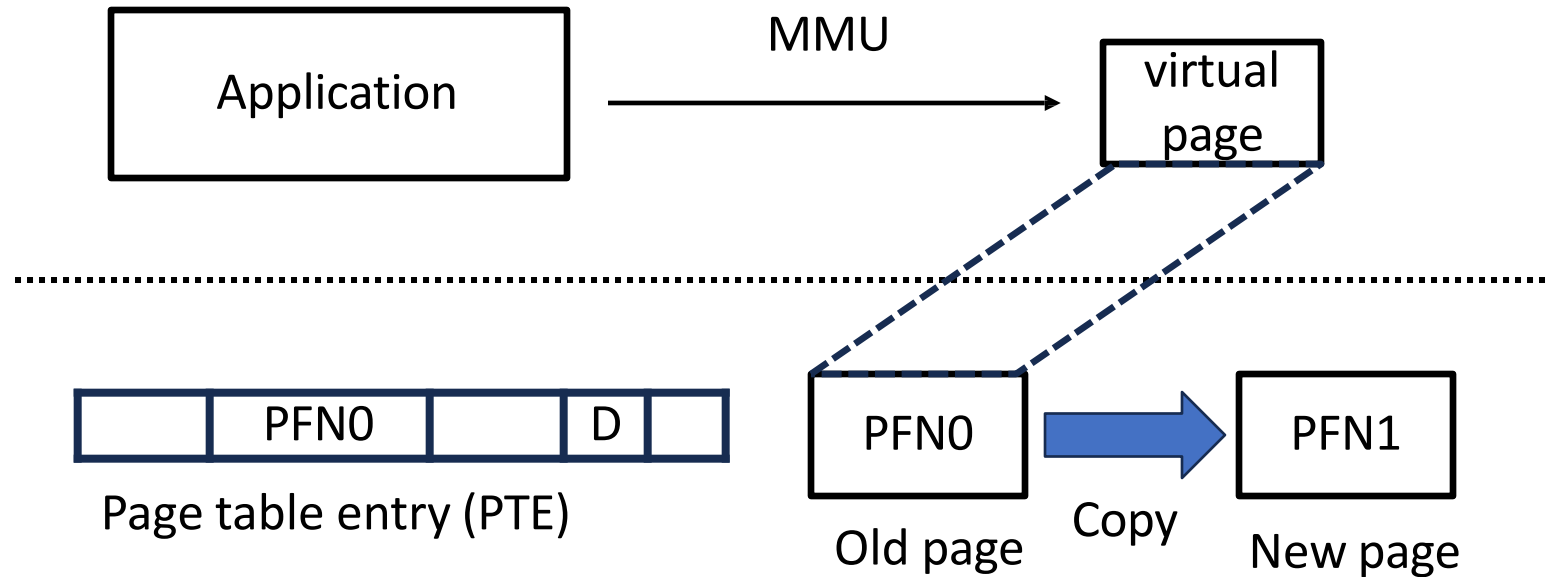 Application
MMU
virtual
page
PFN0
D
Page table entry (PTE)
PFN0
Old page
Copy
PFN1
New page